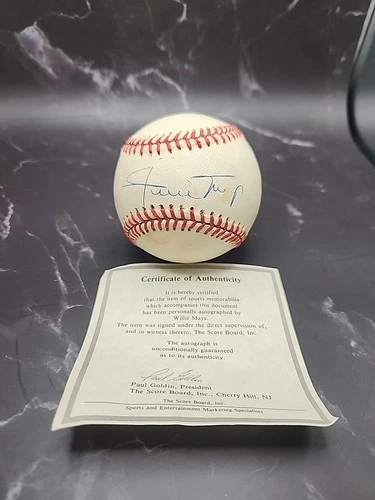 Willie Mays
Certificate of Authenticity
It is hereby certified
that the item of sports memorabilia
which accompanies this document
has been personally autographed by
Willie Mays.
The item was signed under the direct supervision of,
and in witness thereto, The Score Board, Inc.
The autograph is
unconditionally guaranteed
as to its authenticity.
Paul Goldin
Paul Goldin, President
The Score Board, Inc., Cherry Hill, NJ
The Score Board, Inc.
Sports and Entertainment Marketing Specialists